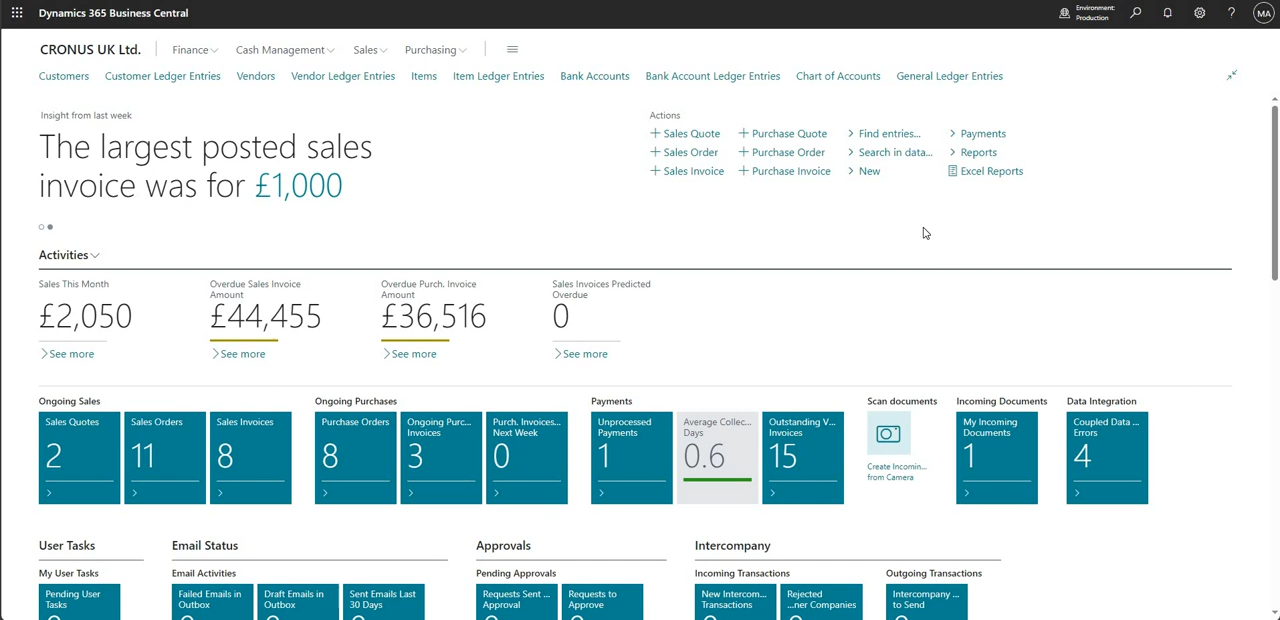 Dynamics 365 Business Central
Environment:
Production
MA
CRONUS UK Ltd.
Finance
Cash Management
Sales
Purchasing
Customers
Customer Ledger Entries
Vendors
Vendor Ledger Entries
Items
Item Ledger Entries
Bank Accounts
Bank Account Ledger Entries
Chart of Accounts
General Ledger Entries
Insight from last week
The largest posted sales
invoice was for £1,000
Actions
Sales Quote
Purchase Quote
Find entries...
Payments
Sales Order
Purchase Order
Search in data...
Reports
Sales Invoice
Purchase Invoice
New
Excel Reports
Activities
Sales This Month
£2,050
See more
Overdue Sales Invoice
Amount
£44,455
See more
Overdue Purch. Invoice
Amount
£36,516
See more
Sales Invoices Predicted
Overdue
0
See more
Ongoing Sales
Sales Quotes
2
Sales Orders
11
Sales Invoices
8
Ongoing Purchases
Purchase Orders
8
Ongoing Purc...
Invoices
3
Purch. Invoices...
Next Week
0
Payments
Unprocessed
Payments
1
Average Collec...
Days
0.6
Outstanding V...
Invoices
15
Scan documents
Create Incomin...
from Camera
Incoming Documents
My Incoming
Documents
1
Data Integration
Coupled Data ...
Errors
4
User Tasks
My User Tasks
Pending User
Tasks
Email Status
Email Activities
Failed Emails in
Outbox
Draft Emails in
Outbox
Sent Emails Last
30 Days
Approvals
Pending Approvals
Requests Sent ...
Approval
Requests to
Approve
Intercompany
Incoming Transactions
New Intercom...
Transactions
Rejected
...ner Companies
Outgoing Transactions
Intercompany ...
to Send